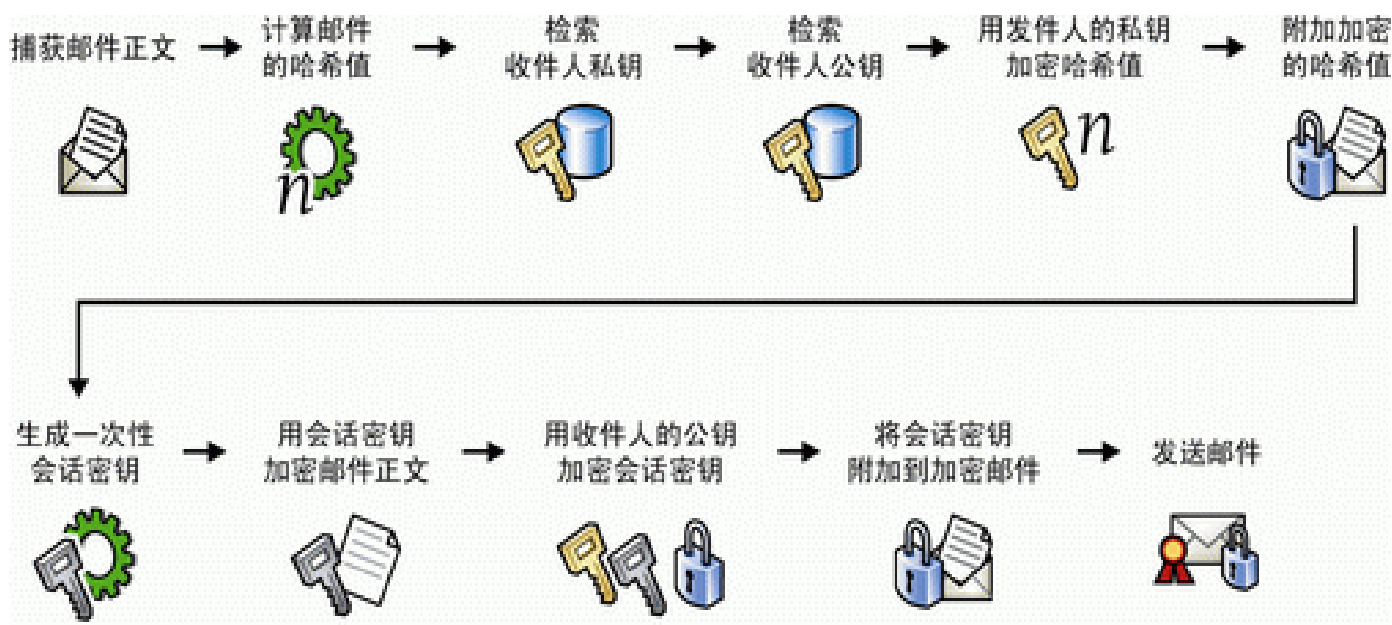 捕获邮件正文
计算邮件
的哈希值
检索
收件人私钥
检索
收件人公钥
用发件人的私钥
加密哈希值
附加加密
的哈希值
n
n
生成一次性
会话密钥
用会话密钥
加密邮件正文
用收件人的公钥
加密会话密钥
将会话密钥
附加到加密邮件
发送邮件